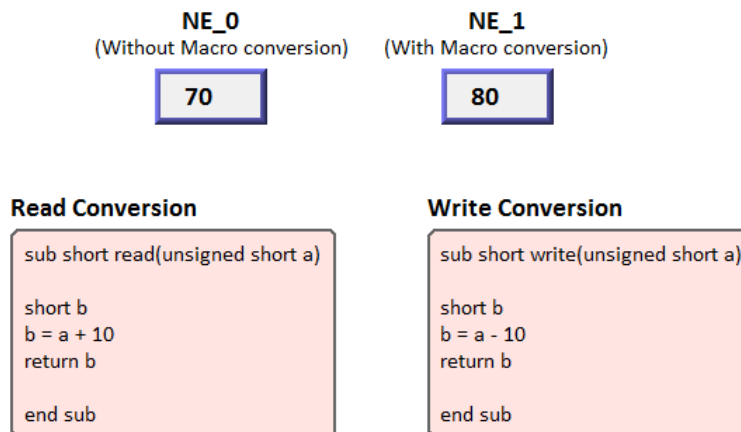 NE_0
(Without Macro conversion)
70
NE_1
(With Macro conversion)
80
Read Conversion
sub short read(unsigned short a)
short b
b = a + 10
return b
end sub
Write Conversion
sub short write(unsigned short a)
short b
b = a - 10
return b
end sub